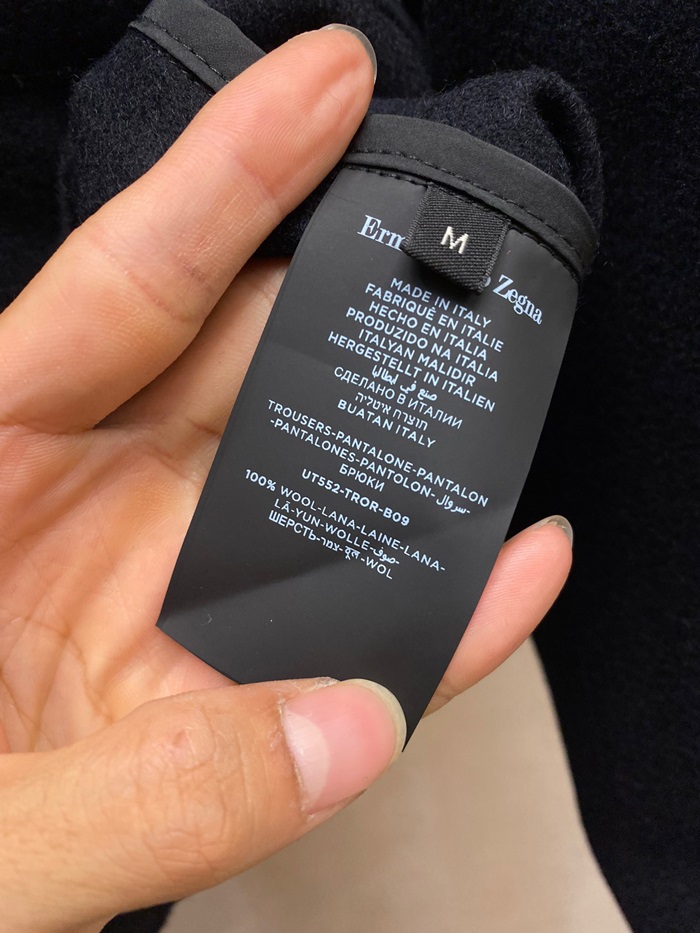 M
Erm o Zegna
MADE IN ITALY
FABRIQUÉ EN ITALIE
HECHO EN ITALIA
PRODUZIDO NA ITALIA
ITALYAN MALIDIR
HERGESTELLT IN ITALIEN
صنع في ايطاليا
СДЕЛАНО В ИТАЛИИ
תוצרת איטליה
BUATAN ITALY
TROUSERS-PANTALONE-PANTALON
-PANTALONES-PANTOLON-سروال-
БРЮКИ
UT552-TROR-B09
100% WOOL-LANA-LAINE-LANA-
LÃ-YUN-WOLLE-صوف-
ШЕРСТЬ-צמר-वूल-WOL